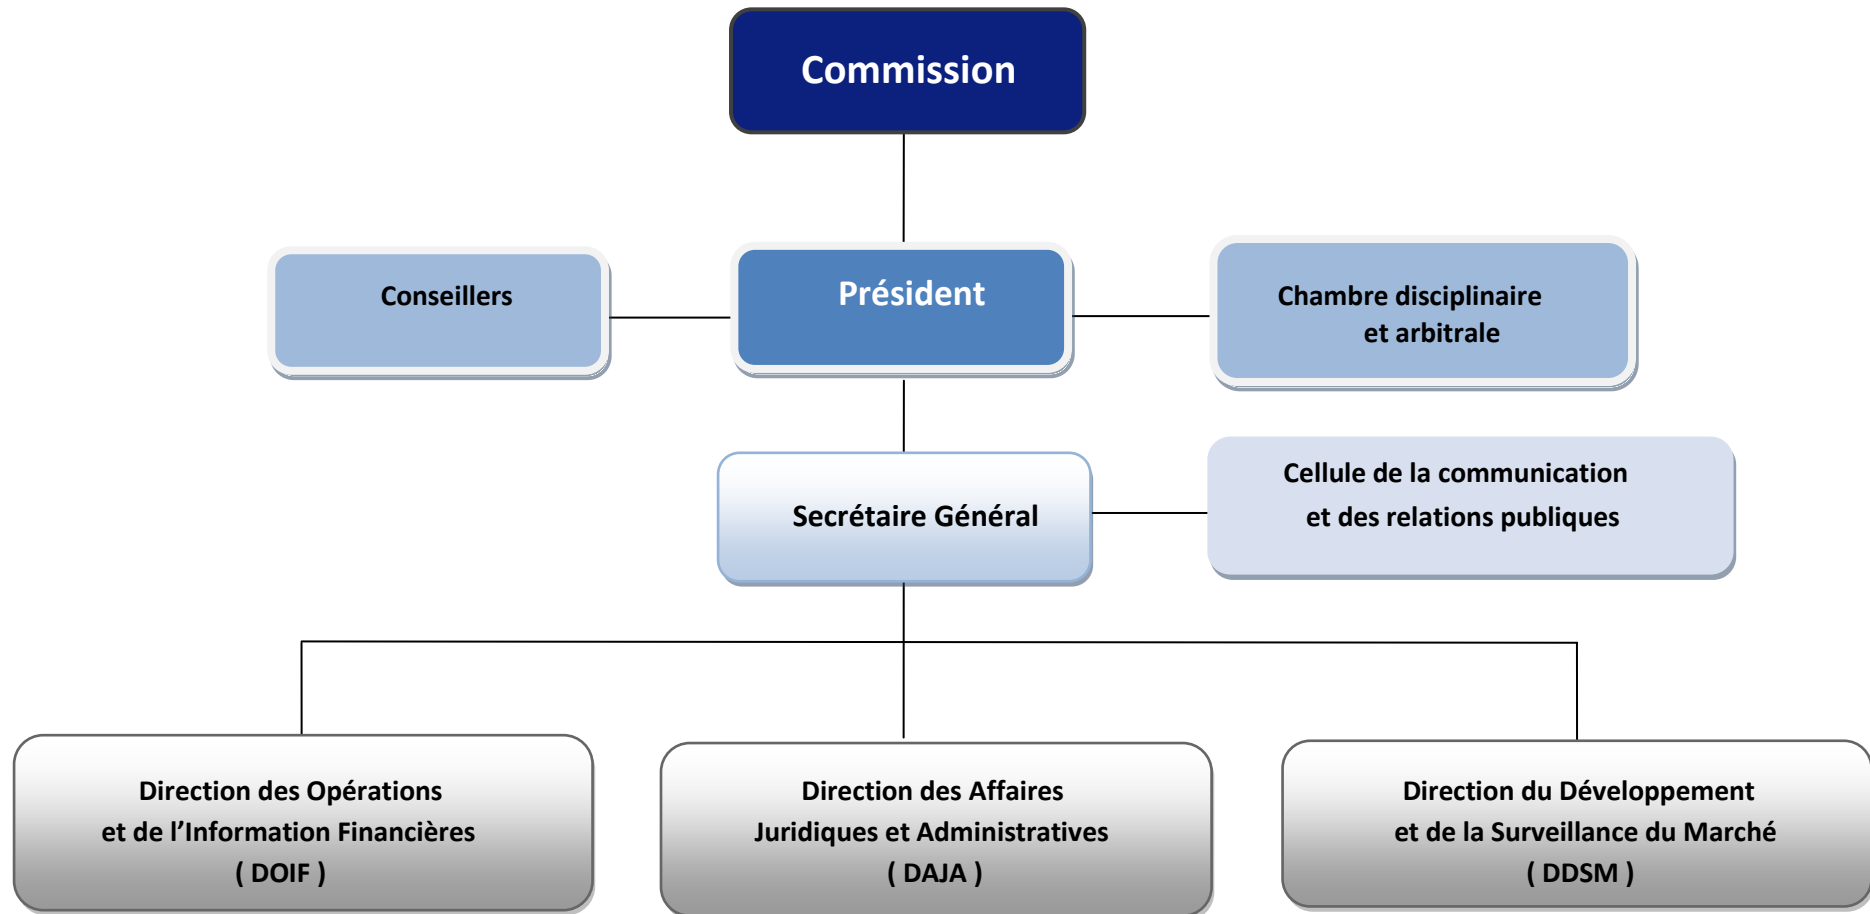 Commission
Conseillers
Président
Chambre disciplinaire
et arbitrale
Secrétaire Général
Cellule de la communication
et des relations publiques
Direction des Opérations
et de l’Information Financières
( DOIF )
Direction des Affaires
Juridiques et Administratives
( DAJA )
Direction du Développement
et de la Surveillance du Marché
( DDSM )